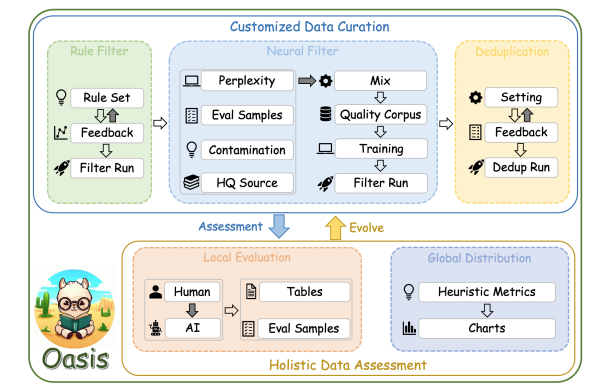 Customized Data Curation
Rule Filter
Rule Set
Feedback
Filter Run
Neural Filter
Perplexity
Eval Samples
Contamination
HQ Source
Mix
Quality Corpus
Training
Filter Run
Deduplication
Setting
Feedback
Dedup Run
Assessment
Evolve
Local Evaluation
Human
AI
Tables
Eval Samples
Global Distribution
Heuristic Metrics
Charts
Holistic Data Assessment
Oasis